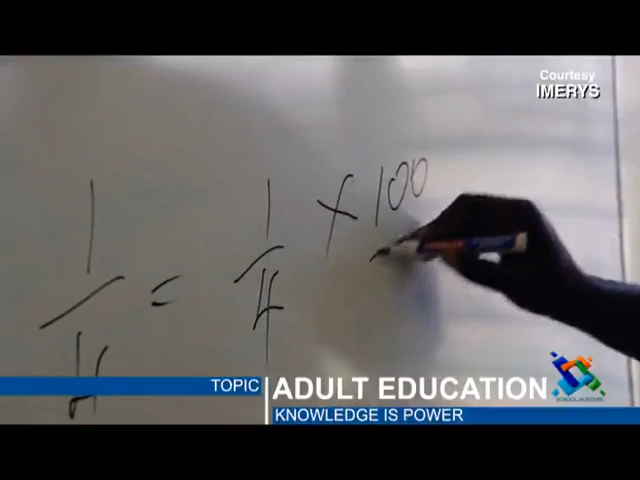 Courtesy
IMERYS
1/4 = 1/4 × 100
TOPIC
ADULT EDUCATION
KNOWLEDGE IS POWER